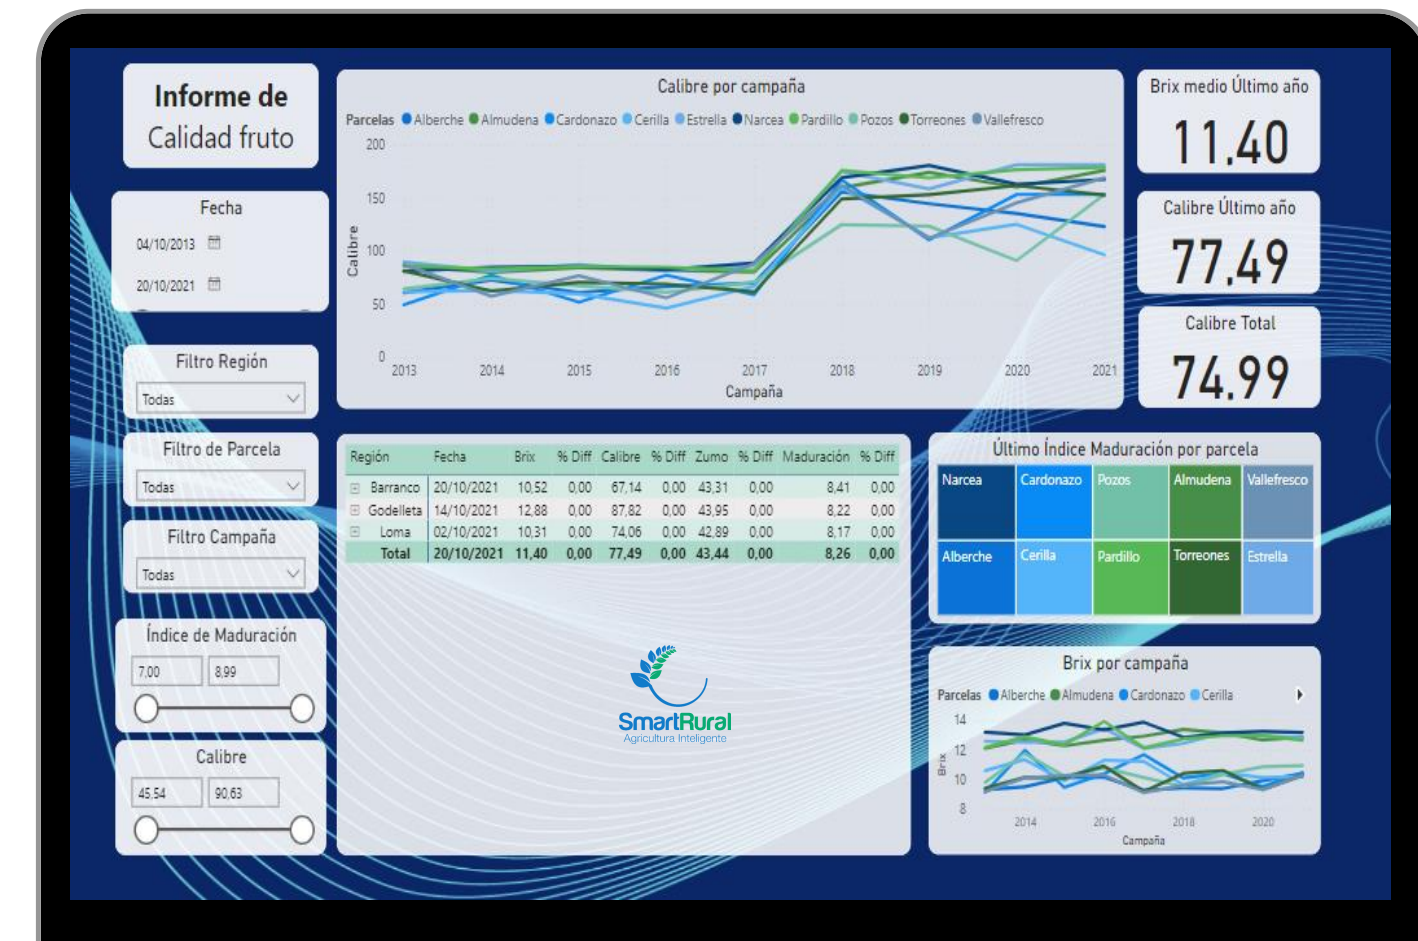 Informe de
Calidad fruto
Fecha
04/10/2013
20/10/2021
Filtro Región
Todas
Filtro de Parcela
Todas
Filtro Campaña
Todas
Índice de Maduración
7,00 8,99
Calibre
45,54 90,63
Calibre por campaña
Parcelas Alberche Almudena Cardonazo Cerilla Estrella Narcea Pardillo Pozos Torreones Vallefresco
200
150
100
50
0
Calibre
2013 2014 2015 2016 2017 2018 2019 2020 2021
Campaña
Brix medio Último año
11,40
Calibre Último año
77,49
Calibre Total
74,99
Región Fecha Brix % Diff Calibre % Diff Zumo % Diff Maduración % Diff
Barranco 20/10/2021 10,52 0,00 67,14 0,00 43,31 0,00 8,41 0,00
Godelleta 14/10/2021 12,88 0,00 87,82 0,00 43,95 0,00 8,22 0,00
Loma 02/10/2021 10,31 0,00 74,06 0,00 42,89 0,00 8,17 0,00
Total 20/10/2021 11,40 0,00 77,49 0,00 43,44 0,00 8,26 0,00
SmartRural
Agricultura Inteligente
Último Índice Maduración por parcela
Narcea Cardonazo Pozos Almudena Vallefresco
Alberche Cerilla Pardillo Torreones Estrella
Brix por campaña
Parcelas Alberche Almudena Cardonazo Cerilla
14
12
10
8
Brix
2014 2016 2018 2020
Campaña